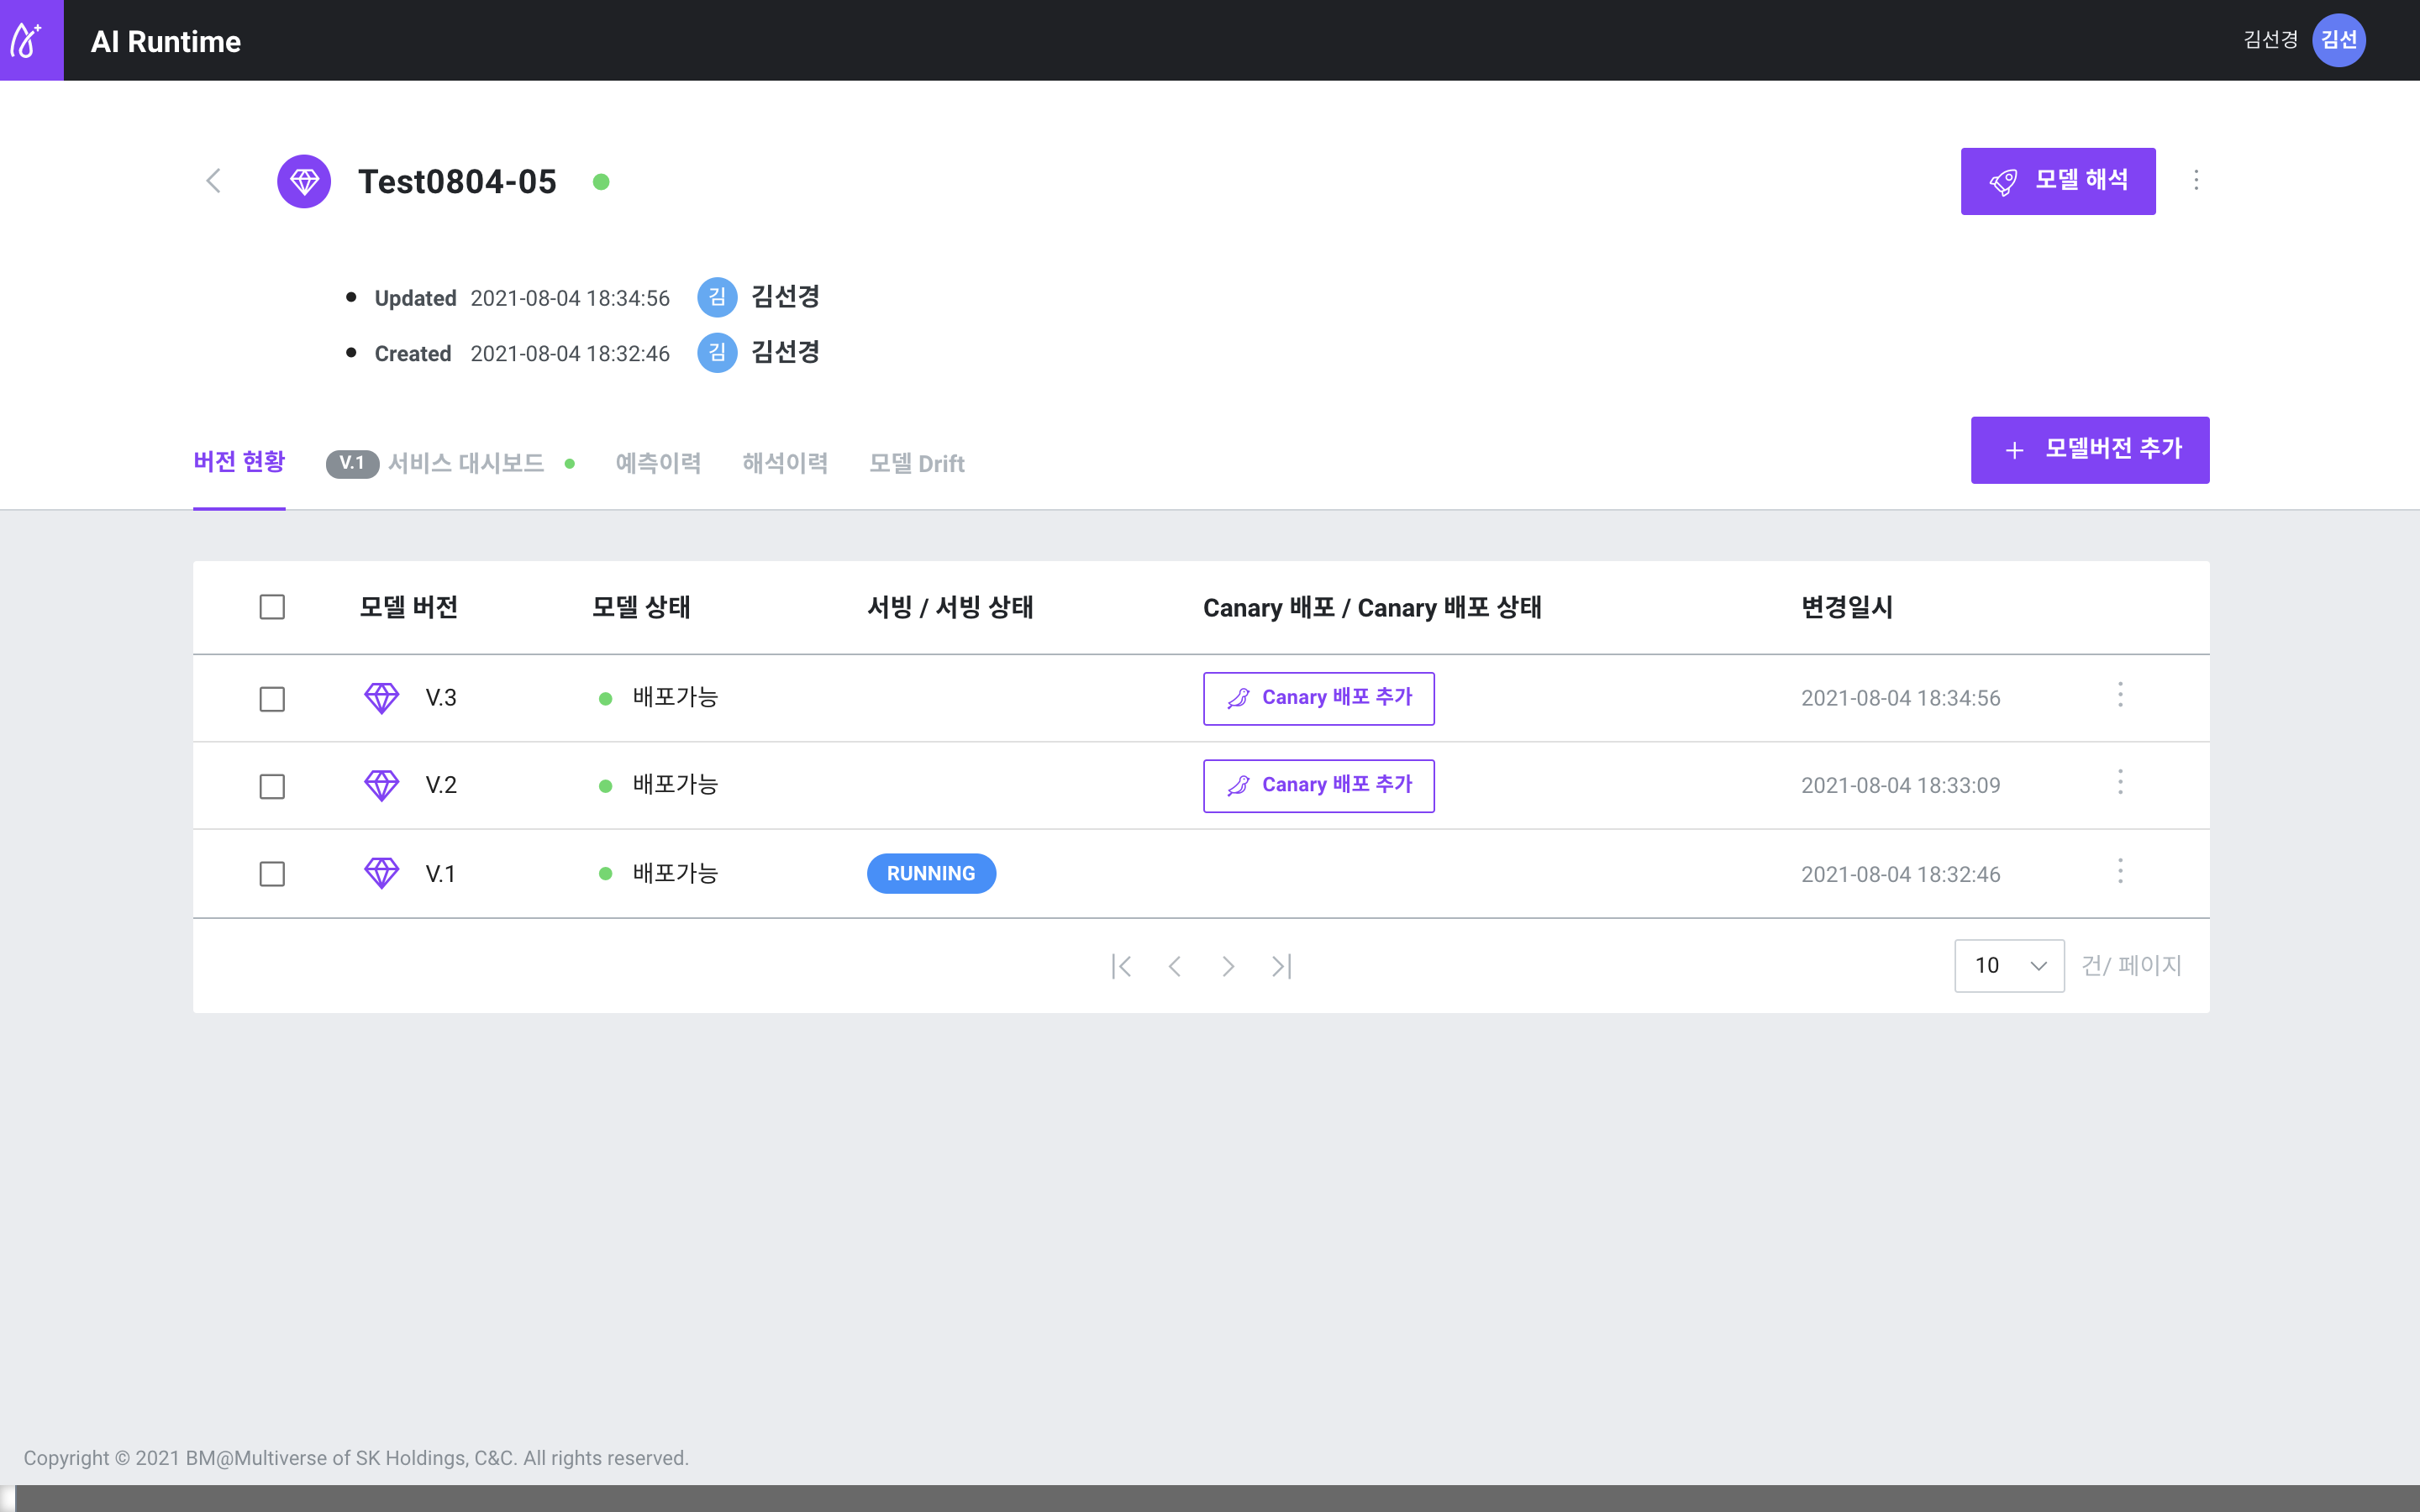 AI Runtime
김선경 김선
Test0804-05
모델 해석
Updated 2021-08-04 18:34:56 김 김선경
Created 2021-08-04 18:32:46 김 김선경
버전 현황 V.1 서비스 대시보드 예측이력 해석이력 모델 Drift
모델버전 추가
모델 버전 모델 상태 서빙 / 서빙 상태 Canary 배포 / Canary 배포 상태 변경일시
V.3 배포가능 Canary 배포 추가 2021-08-04 18:34:56
V.2 배포가능 Canary 배포 추가 2021-08-04 18:33:09
V.1 배포가능 RUNNING 2021-08-04 18:32:46
10 건/ 페이지
Copyright © 2021 BM@Multiverse of SK Holdings, C&C. All rights reserved.